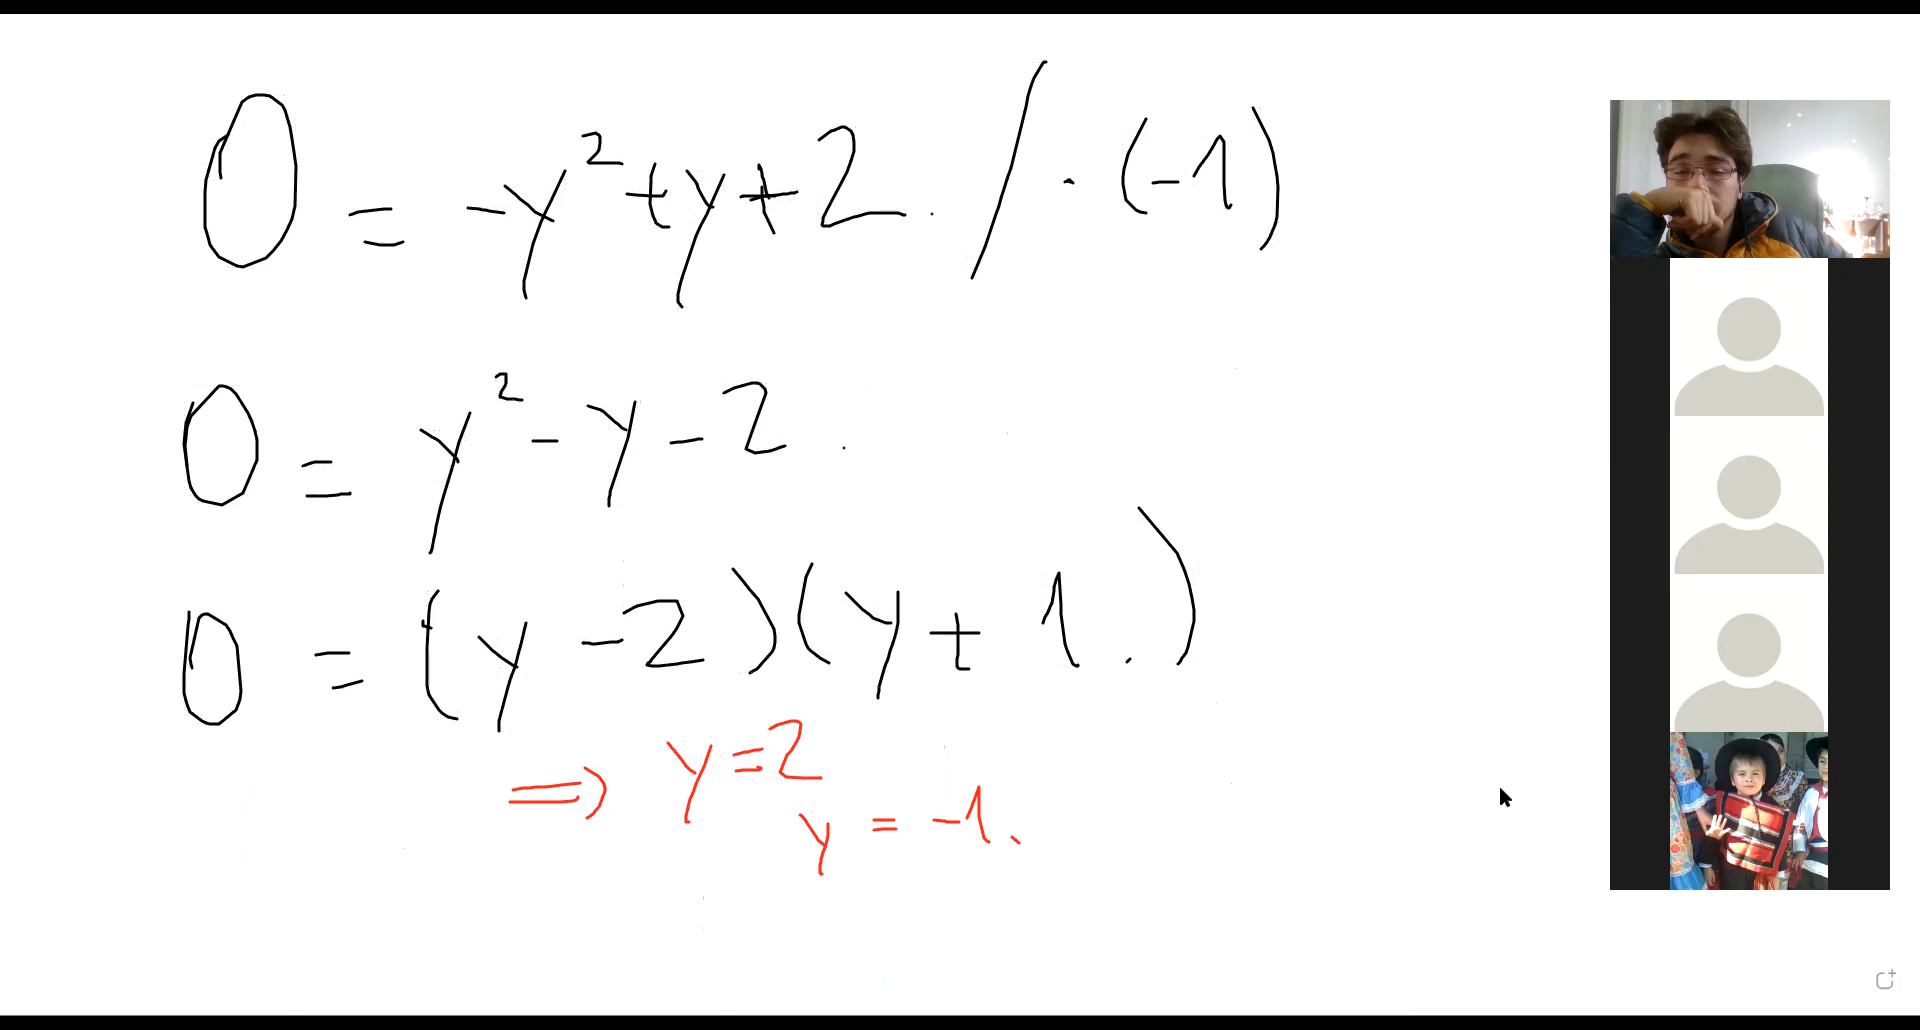 0 = -y²+y+2. / · (-1)
0 = y² - y - 2.
0 = (y - 2)(y + 1.)
⟹ y=2
y = -1.